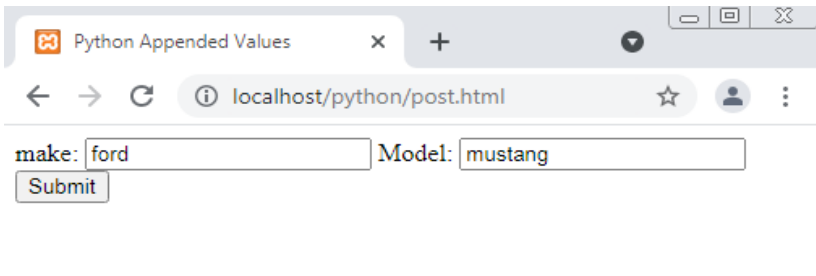 Python Appended Values
localhost/python/post.html
make: ford Model: mustang
Submit